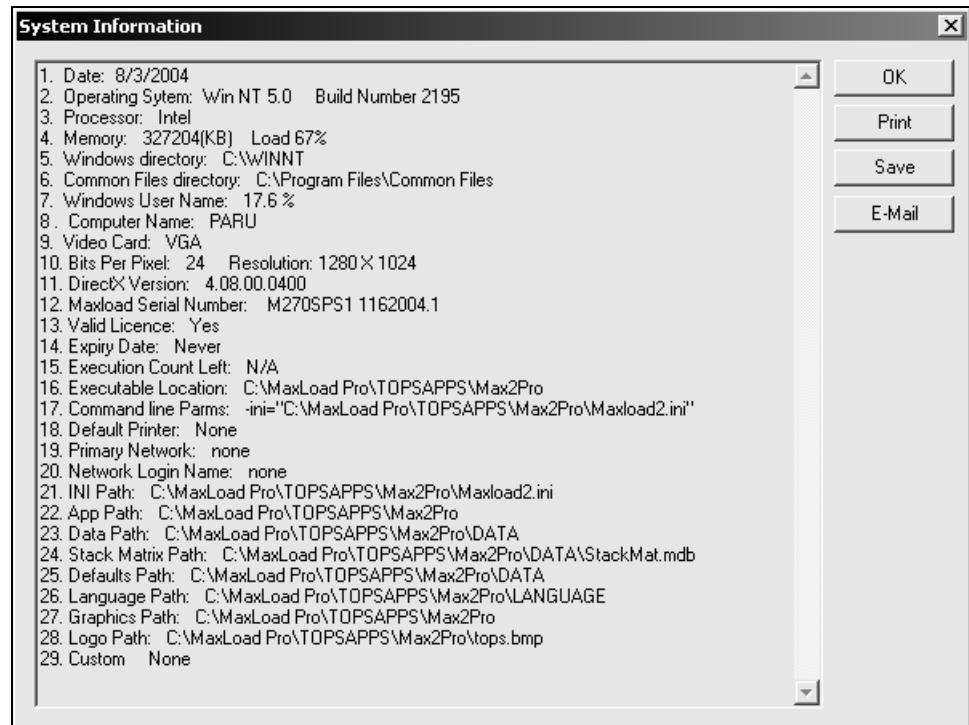 System Information
1. Date: 8/3/2004
2. Operating Sytem: Win NT 5.0 Build Number 2195
3. Processor: Intel
4. Memory: 327204(KB) Load 67%
5. Windows directory: C:\WINNT
6. Common Files directory: C:\Program Files\Common Files
7. Windows User Name: 17.6 %
8 . Computer Name: PARU
9. Video Card: VGA
10. Bits Per Pixel: 24 Resolution: 1280 X 1024
11. DirectX Version: 4.08.00.0400
12. Maxload Serial Number: M270SPS1 1162004.1
13. Valid Licence: Yes
14. Expiry Date: Never
15. Execution Count Left: N/A
16. Executable Location: C:\MaxLoad Pro\TOPSAPPS\Max2Pro
17. Command line Parms: -ini="C:\MaxLoad Pro\TOPSAPPS\Max2Pro\Maxload2.ini"
18. Default Printer: None
19. Primary Network: none
20. Network Login Name: none
21. INI Path: C:\MaxLoad Pro\TOPSAPPS\Max2Pro\Maxload2.ini
22. App Path: C:\MaxLoad Pro\TOPSAPPS\Max2Pro
23. Data Path: C:\MaxLoad Pro\TOPSAPPS\Max2Pro\DATA
24. Stack Matrix Path: C:\MaxLoad Pro\TOPSAPPS\Max2Pro\DATA\StackMat.mdb
25. Defaults Path: C:\MaxLoad Pro\TOPSAPPS\Max2Pro\DATA
26. Language Path: C:\MaxLoad Pro\TOPSAPPS\Max2Pro\LANGUAGE
27. Graphics Path: C:\MaxLoad Pro\TOPSAPPS\Max2Pro
28. Logo Path: C:\MaxLoad Pro\TOPSAPPS\Max2Pro\tops.bmp
29. Custom None
OK
Print
Save
E-Mail